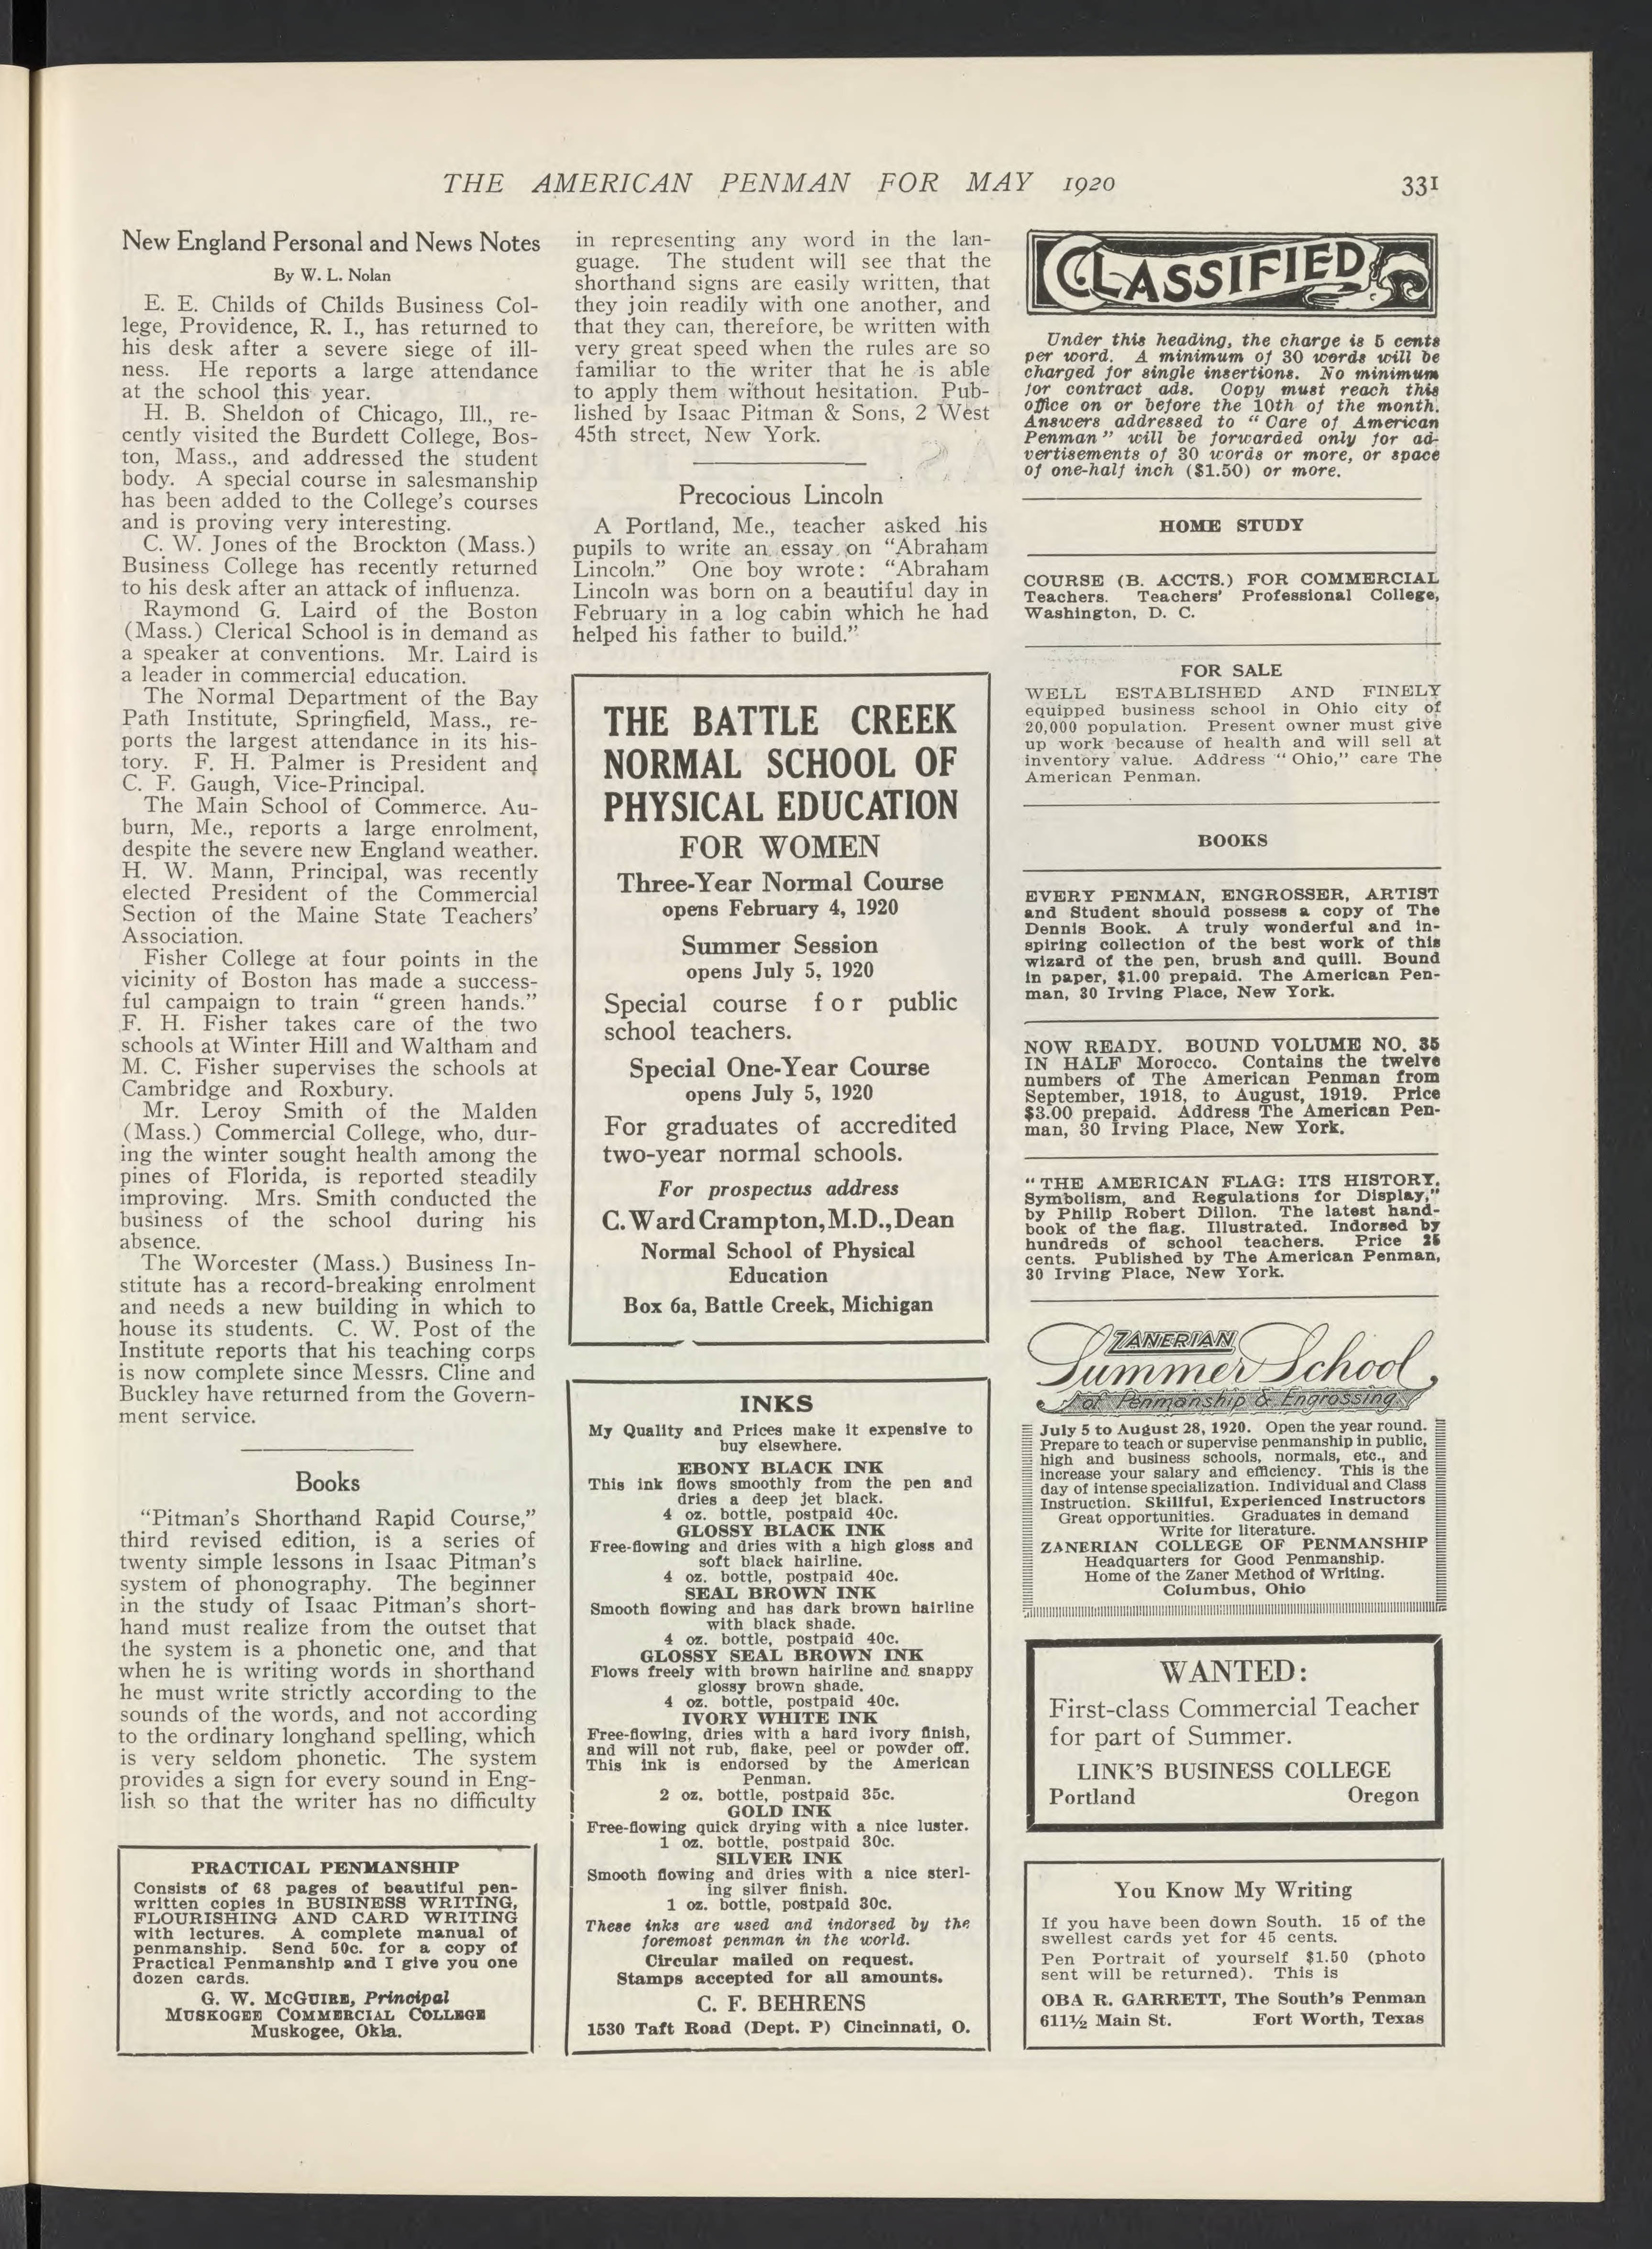 THE AMERICAN PENMAN FOR MAY 1920
331
New England Personal and News Notes
By W. L. Nolan
E. E. Childs of Childs Business Col-
lege, Providence, R. I., has returned to
his desk after a severe siege of ill-
ness. He reports a large attendance
at the school this year.
H. B. Sheldon of Chicago, Ill., re-
cently visited the Burdett College, Bos-
ton, Mass., and addressed the student
body. A special course in salesmanship
has been added to the College's courses
and is proving very interesting.
C. W. Jones of the Brockton (Mass.)
Business College has recently returned
to his desk after an attack of influenza.
Raymond G. Laird of the Boston
(Mass.) Clerical School is in demand as
a speaker at conventions. Mr. Laird is
a leader in commercial education.
The Normal Department of the Bay
Path Institute, Springfield, Mass., re-
ports the largest attendance in its his-
tory. F. H. Palmer is President and
C. F. Gaugh, Vice-Principal.
The Main School of Commerce. Au-
burn, Me., reports a large enrolment,
despite the severe new England weather.
H. W. Mann, Principal, was recently
elected President of the Commercial
Section of the Maine State Teachers'
Association.
Fisher College at four points in the
vicinity of Boston has made a success-
ful campaign to train "green hands."
F. H. Fisher takes care of the two
schools at Winter Hill and Waltham and
M. C. Fisher supervises the schools at
Cambridge and Roxbury.
Mr. Leroy Smith of the Malden
(Mass.) Commercial College, who, dur-
ing the winter sought health among the
pines of Florida, is reported steadily
improving. Mrs. Smith conducted the
business of the school during his
absence.
The Worcester (Mass.) Business In-
stitute has a record-breaking enrolment
and needs a new building in which to
house its students. C. W. Post of the
Institute reports that his teaching corps
is now complete since Messrs. Cline and
Buckley have returned from the Govern-
ment service.
Books
"Pitman's Shorthand Rapid Course,"
third revised edition, is a series of
twenty simple lessons in Isaac Pitman's
system of phonography. The beginner
in the study of Isaac Pitman's short-
hand must realize from the outset that
the system is a phonetic one, and that
when he is writing words in shorthand
he must write strictly according to the
sounds of the words, and not according
to the ordinary longhand spelling, which
is very seldom phonetic. The system
provides a sign for every sound in Eng-
lish so that the writer has no difficulty
PRACTICAL PENMANSHIP
Consists of 68 pages of beautiful pen-
written copies in BUSINESS WRITING,
FLOURISHING AND CARD WRITING
with lectures. A complete manual of
penmanship. Send 50c. for a copy of
Practical Penmanship and I give you one
dozen cards.
G. W. McGUIRE, Principal
MUSKOGEE COMMERCIAL COLLEGE
Muskogee, Okla.
in representing any word in the lan-
guage. The student will see that the
shorthand signs are easily written, that
they join readily with one another, and
that they can, therefore, be written with
very great speed when the rules are so
familiar to the writer that he is able
to apply them without hesitation. Pub-
lished by Isaac Pitman & Sons, 2 West
45th street, New York.
Precocious Lincoln
A Portland, Me., teacher asked his
pupils to write an essay on "Abraham
Lincoln." One boy wrote: "Abraham
Lincoln was born on a beautiful day in
February in a log cabin which he had
helped his father to build."
THE BATTLE CREEK
NORMAL SCHOOL OF
PHYSICAL EDUCATION
FOR WOMEN
Three-Year Normal Course
opens February 4, 1920
Summer Session
opens July 5, 1920
Special course for public
school teachers.
Special One-Year Course
opens July 5, 1920
For graduates of accredited
two-year normal schools.
For prospectus address
C. Ward Crampton, M.D., Dean
Normal School of Physical
Education
Box 6a, Battle Creek, Michigan
INKS
My Quality and Prices make it expensive to
buy elsewhere.
EBONY BLACK INK
This ink flows smoothly from the pen and
dries a deep jet black.
4 oz. bottle, postpaid 40c.
GLOSSY BLACK INK
Free-flowing and dries with a high gloss and
soft black hairline.
4 oz. bottle, postpaid 40c.
SEAL BROWN INK
Smooth flowing and has dark brown hairline
with black shade.
4 oz. bottle, postpaid 40c.
GLOSSY SEAL BROWN INK
Flows freely with brown hairline and snappy
glossy brown shade.
4 oz. bottle, postpaid 40c.
IVORY WHITE INK
Free-flowing, dries with a hard ivory finish,
and will not rub, flake, peel or powder off.
This ink is endorsed by the American
Penman.
2 oz. bottle, postpaid 35c.
GOLD INK
Free-flowing quick drying with a nice luster.
1 oz. bottle, postpaid 30c.
SILVER INK
Smooth flowing and dries with a nice sterl-
ing silver finish.
1 oz. bottle, postpaid 30c.
These inks are used and indorsed by the
foremost penman in the world.
Circular mailed on request.
Stamps accepted for all amounts.
C. F. BEHRENS
1530 Taft Road (Dept. P) Cincinnati, O.
CLASSIFIED
Under this heading, the charge is 5 cents
per word. A minimum of 30 words will be
charged for single insertions. No minimum
for contract ads. Copy must reach this
office on or before the 10th of the month.
Answers addressed to "Care of American
Penman" will be forwarded only for ad-
vertisements of 30 words or more, or space
of one-half inch ($1.50) or more.
HOME STUDY
COURSE (B. ACCTS.) FOR COMMERCIAL
Teachers. Teachers' Professional College,
Washington, D. C.
FOR SALE
WELL ESTABLISHED AND FINELY
equipped business school in Ohio city of
20,000 population. Present owner must give
up work because of health and will sell at
inventory value. Address "Ohio," care The
American Penman.
BOOKS
EVERY PENMAN, ENGROSSER, ARTIST
and Student should possess a copy of The
Dennis Book. A truly wonderful and in-
spiring collection of the best work of this
wizard of the pen, brush and quill. Bound
in paper, $1.00 prepaid. The American Pen-
man, 30 Irving Place, New York.
NOW READY. BOUND VOLUME NO. 35
IN HALF Morocco. Contains the twelve
numbers of The American Penman from
September, 1918, to August, 1919. Price
$3.00 prepaid. Address The American Pen-
man, 30 Irving Place, New York.
"THE AMERICAN FLAG: ITS HISTORY,
Symbolism, and Regulations for Display,"
by Philip Robert Dillon. The latest hand-
book of the flag. Illustrated. Indorsed by
hundreds of school teachers. Price 25
cents. Published by The American Penman,
30 Irving Place, New York.
ZANERIAN
Summer School,
of Penmanship & Engrossing
July 5 to August 28, 1920. Open the year round.
Prepare to teach or supervise penmanship in public,
high and business schools, normals, etc., and
increase your salary and efficiency. This is the
day of intense specialization. Individual and Class
Instruction. Skillful, Experienced Instructors
Great opportunities. Graduates in demand
Write for literature.
ZANERIAN COLLEGE OF PENMANSHIP
Headquarters for Good Penmanship.
Home of the Zaner Method of Writing.
Columbus, Ohio
WANTED:
First-class Commercial Teacher
for part of Summer.
LINK'S BUSINESS COLLEGE
Portland Oregon
You Know My Writing
If you have been down South. 15 of the
swellest cards yet for 45 cents.
Pen Portrait of yourself $1.50 (photo
sent will be returned). This is
OBA R. GARRETT, The South's Penman
611½ Main St. Fort Worth, Texas